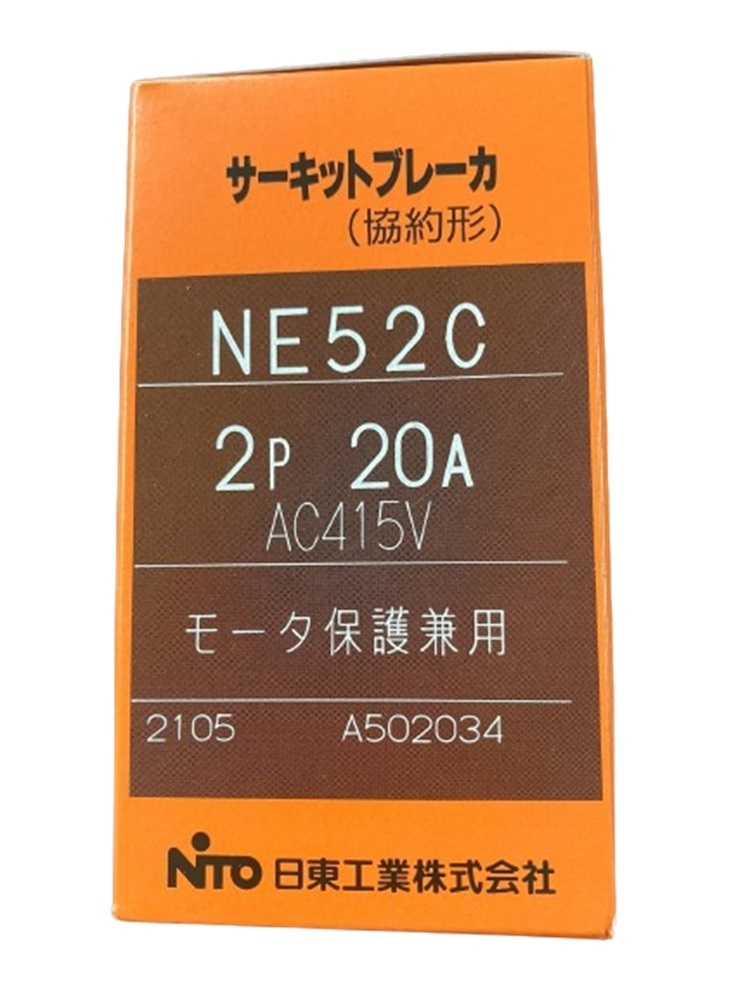 サーキットブレーカ
(協約形)
NE52C
2P 20A
AC415V
モータ保護兼用
2105 A502034
NITO 日東工業株式会社